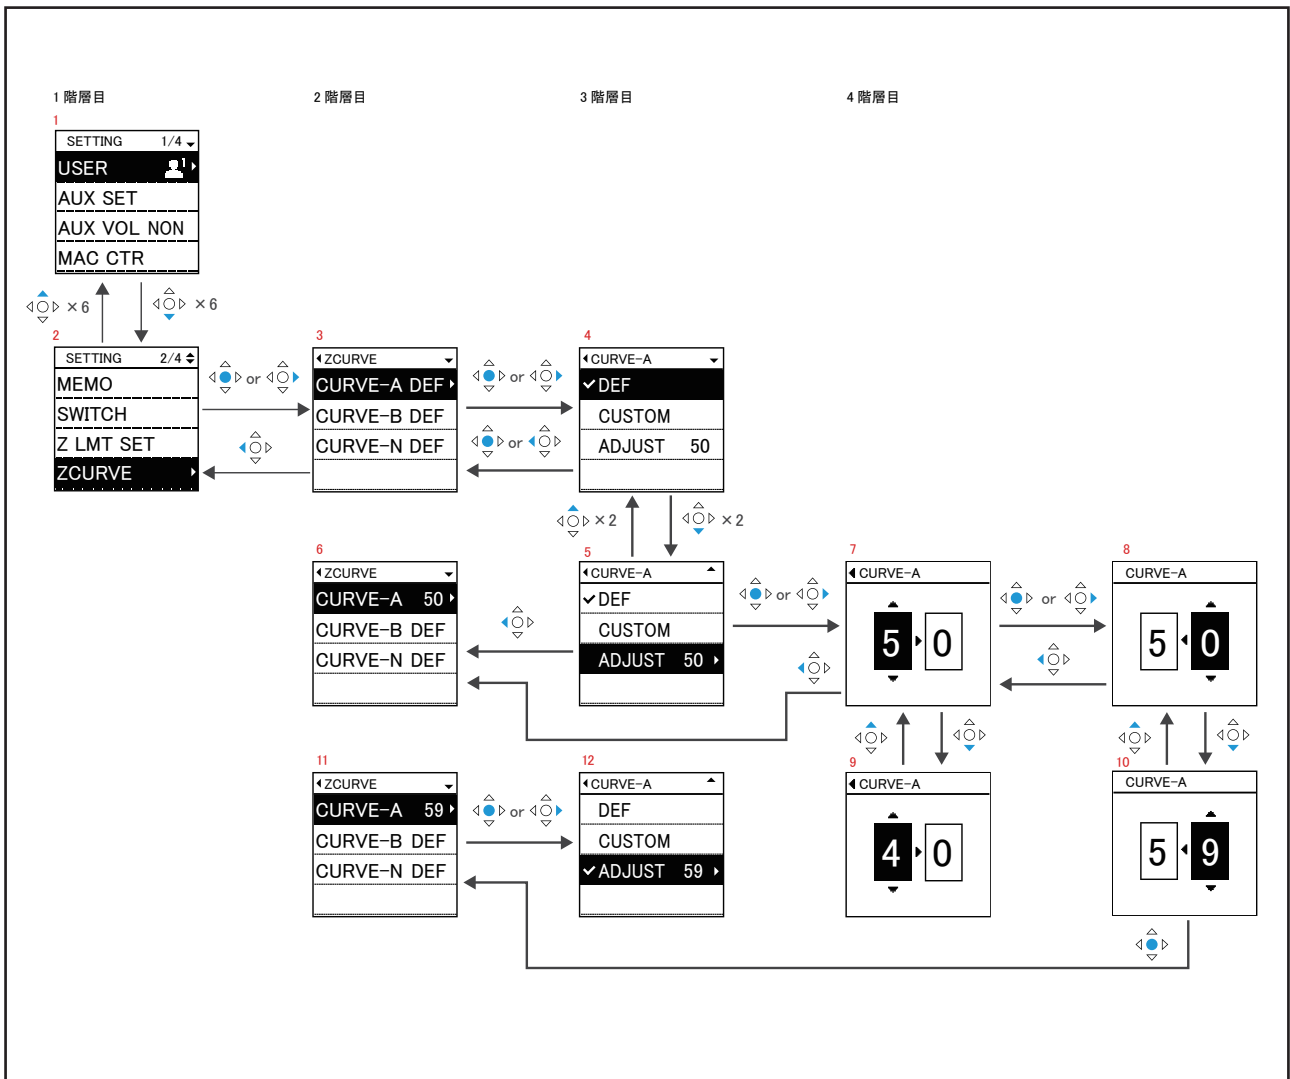 1 階層目
2 階層目
3 階層目
4 階層目
1
SETTING 1/4
USER 1
AUX SET
AUX VOL NON
MAC CTR
×6
×6
2
SETTING 2/4
MEMO
SWITCH
Z LMT SET
ZCURVE
or
3
ZCURVE
CURVE-A DEF
CURVE-B DEF
CURVE-N DEF
or
or
4
CURVE-A
DEF
CUSTOM
ADJUST 50
×2
×2
6
ZCURVE
CURVE-A 50
CURVE-B DEF
CURVE-N DEF
5
CURVE-A
DEF
CUSTOM
ADJUST 50
or
7
CURVE-A
5 0
or
8
CURVE-A
5 0
11
ZCURVE
CURVE-A 59
CURVE-B DEF
CURVE-N DEF
or
12
CURVE-A
DEF
CUSTOM
ADJUST 59
9
CURVE-A
4 0
10
CURVE-A
5 9